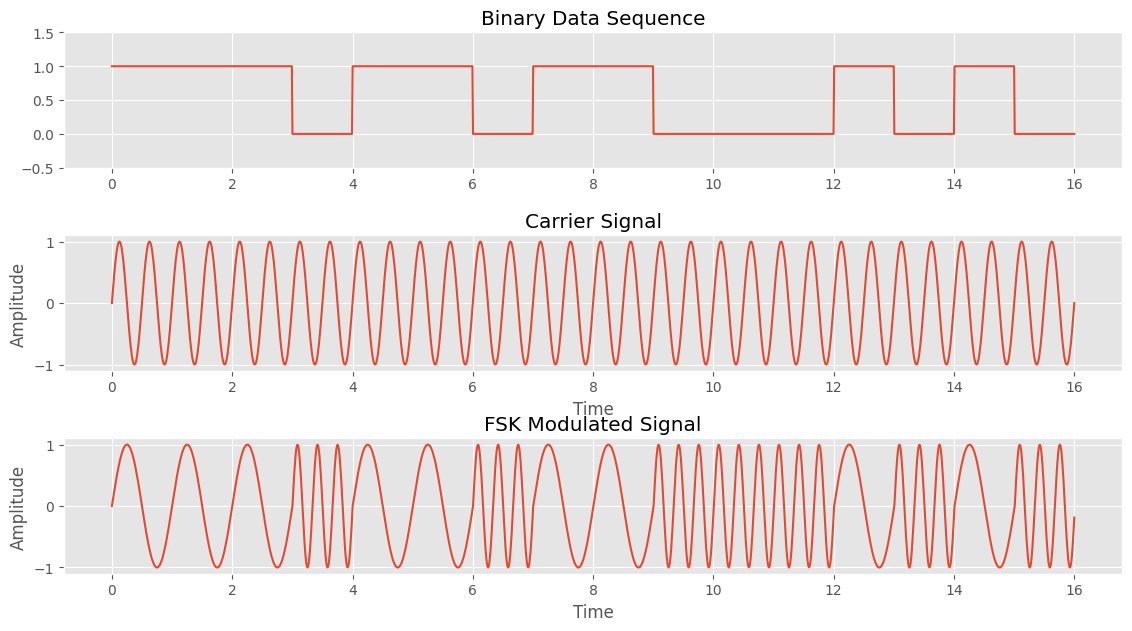 Binary Data Sequence
1.5
1.0
0.5
0.0
−0.5
0 2 4 6 8 10 12 14 16
Carrier Signal
Amplitude
1
0
−1
0 2 4 6 8 10 12 14 16
Time
FSK Modulated Signal
Amplitude
1
0
−1
0 2 4 6 8 10 12 14 16
Time